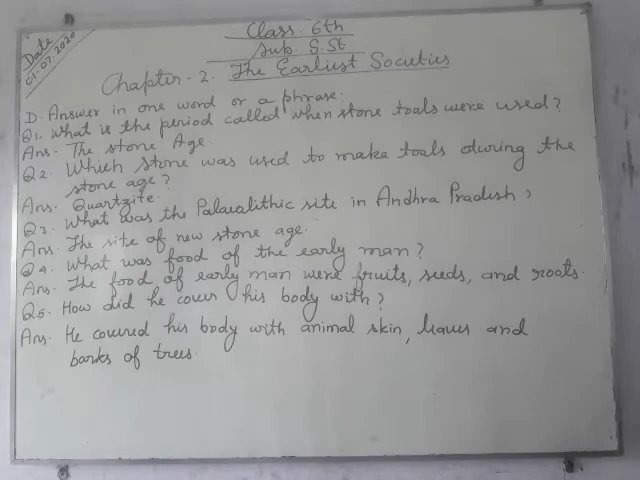 Date
01.07.2020
Class 6th
Sub. S.St.
Chapter-2. The Earliest Societies
D. Answer in one word or a phrase:
Q1. What is the period called when stone toals were used?
Ans. The stone Age.
Q2. Which stone was used to make toals during the
stone age?
Ans. Quartzite.
Q3. What was the Palaealithic site in Andhra Pradesh?
Ans. The site of new stone age.
Q4. What was food of the early man?
Ans. The food of early man were fruits, seeds, and roots.
Q5. How did he cover his body with?
Ans. He covered his body with animal skin, leaves and
barks of trees.